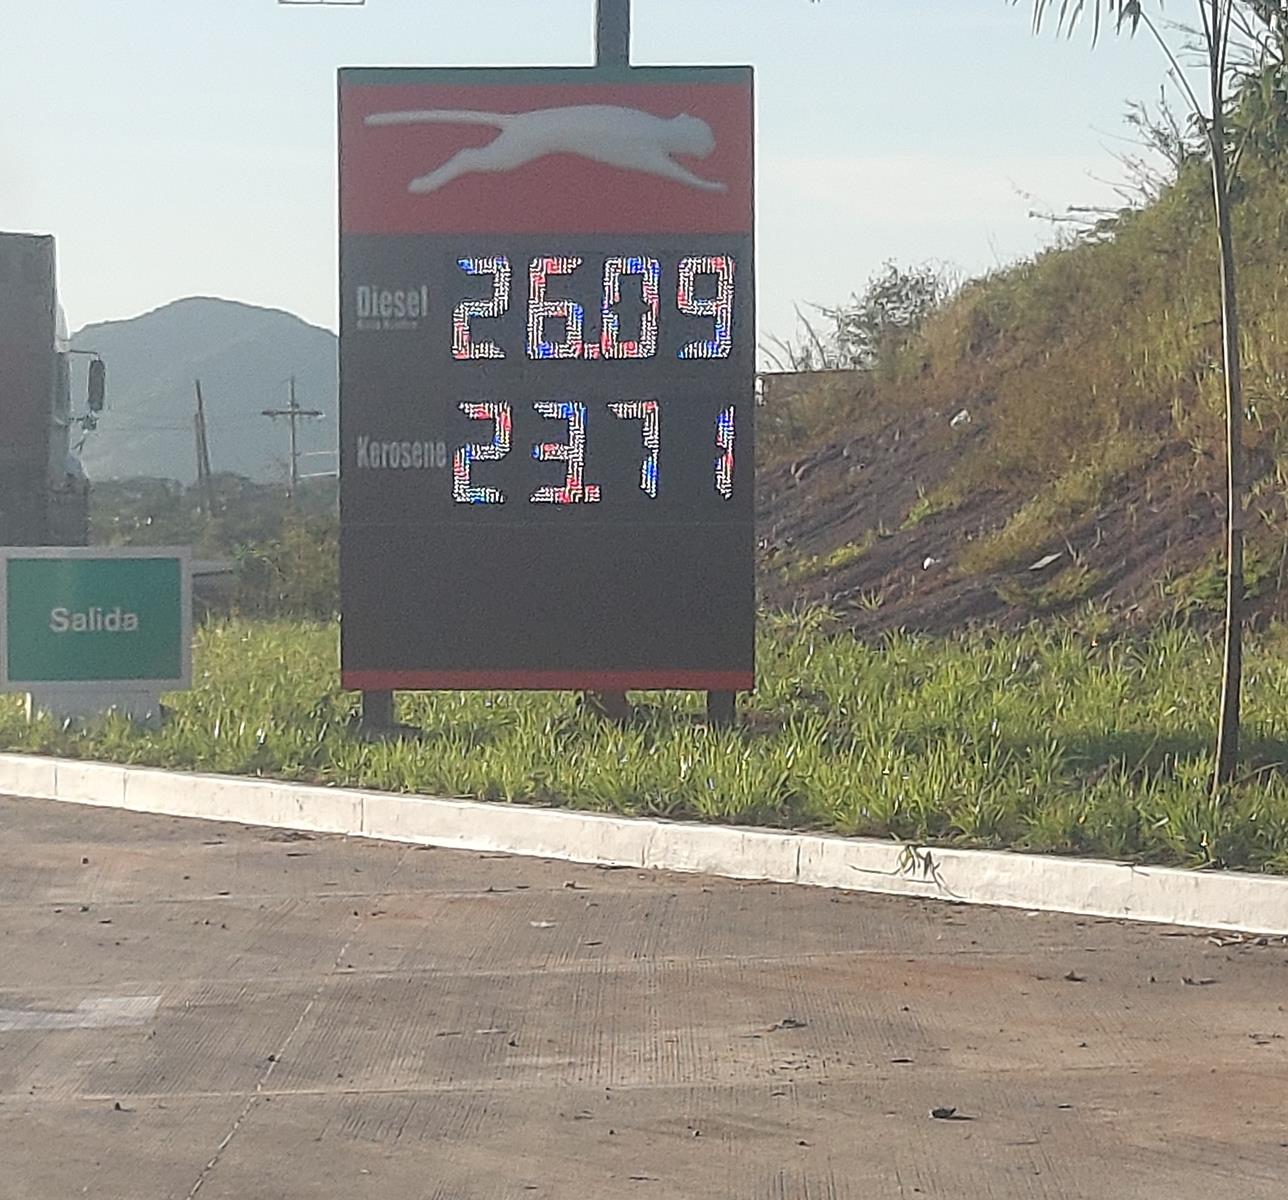 Diesel 26.09
Kerosene 23.71
Salida